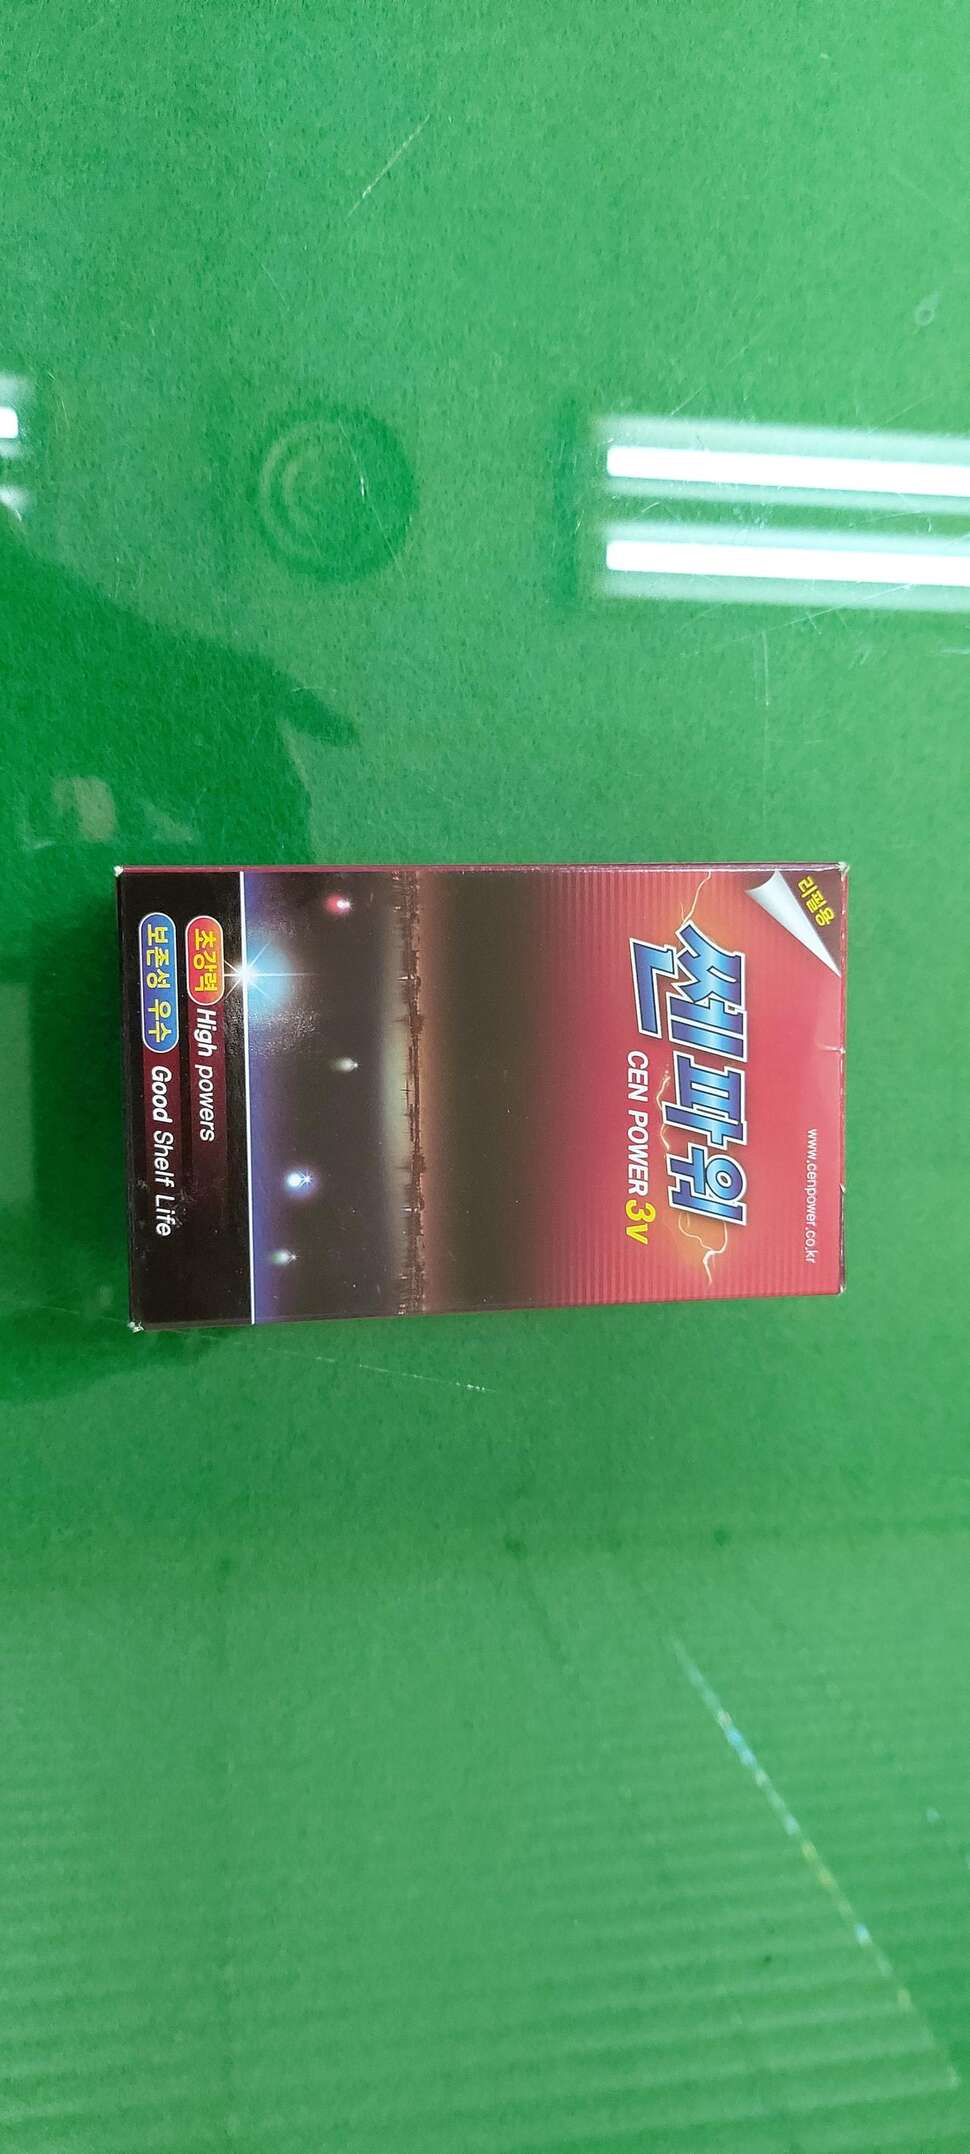 리필용
www.cenpower.co.kr
쎈파워
CEN POWER 3V
초강력 High powers
보존성 우수 Good Shelf Life